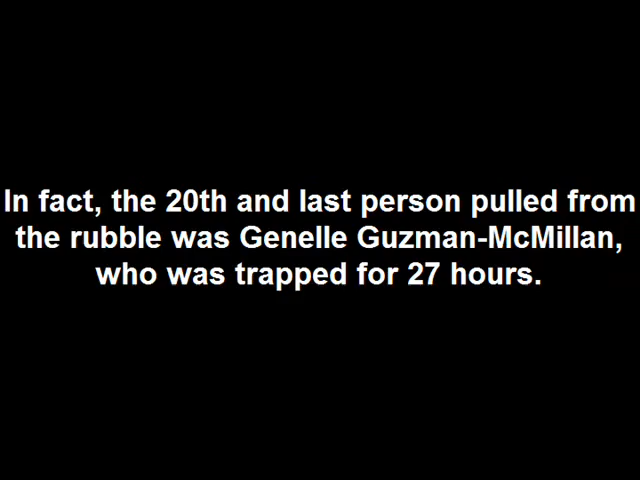 In fact, the 20th and last person pulled from
the rubble was Genelle Guzman-McMillan,
who was trapped for 27 hours.